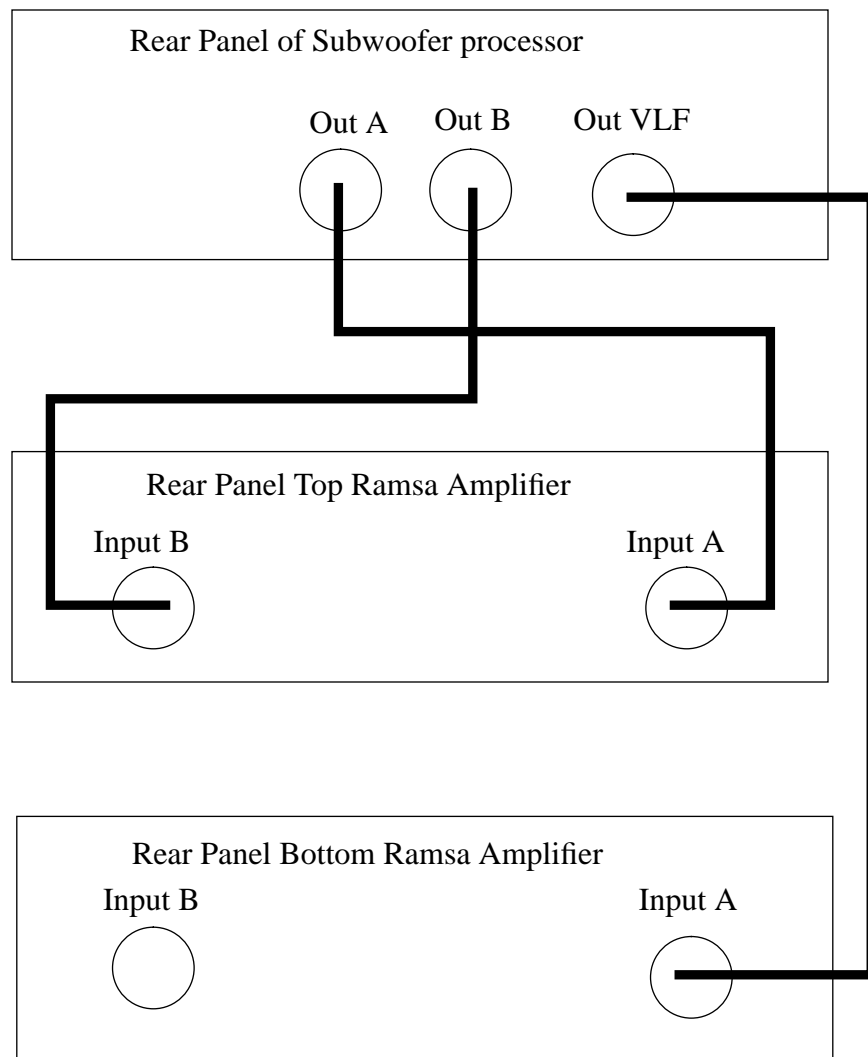 Rear Panel of Subwoofer processor
Out A Out B Out VLF
Rear Panel Top Ramsa Amplifier
Input B Input A
Rear Panel Bottom Ramsa Amplifier
Input B Input A